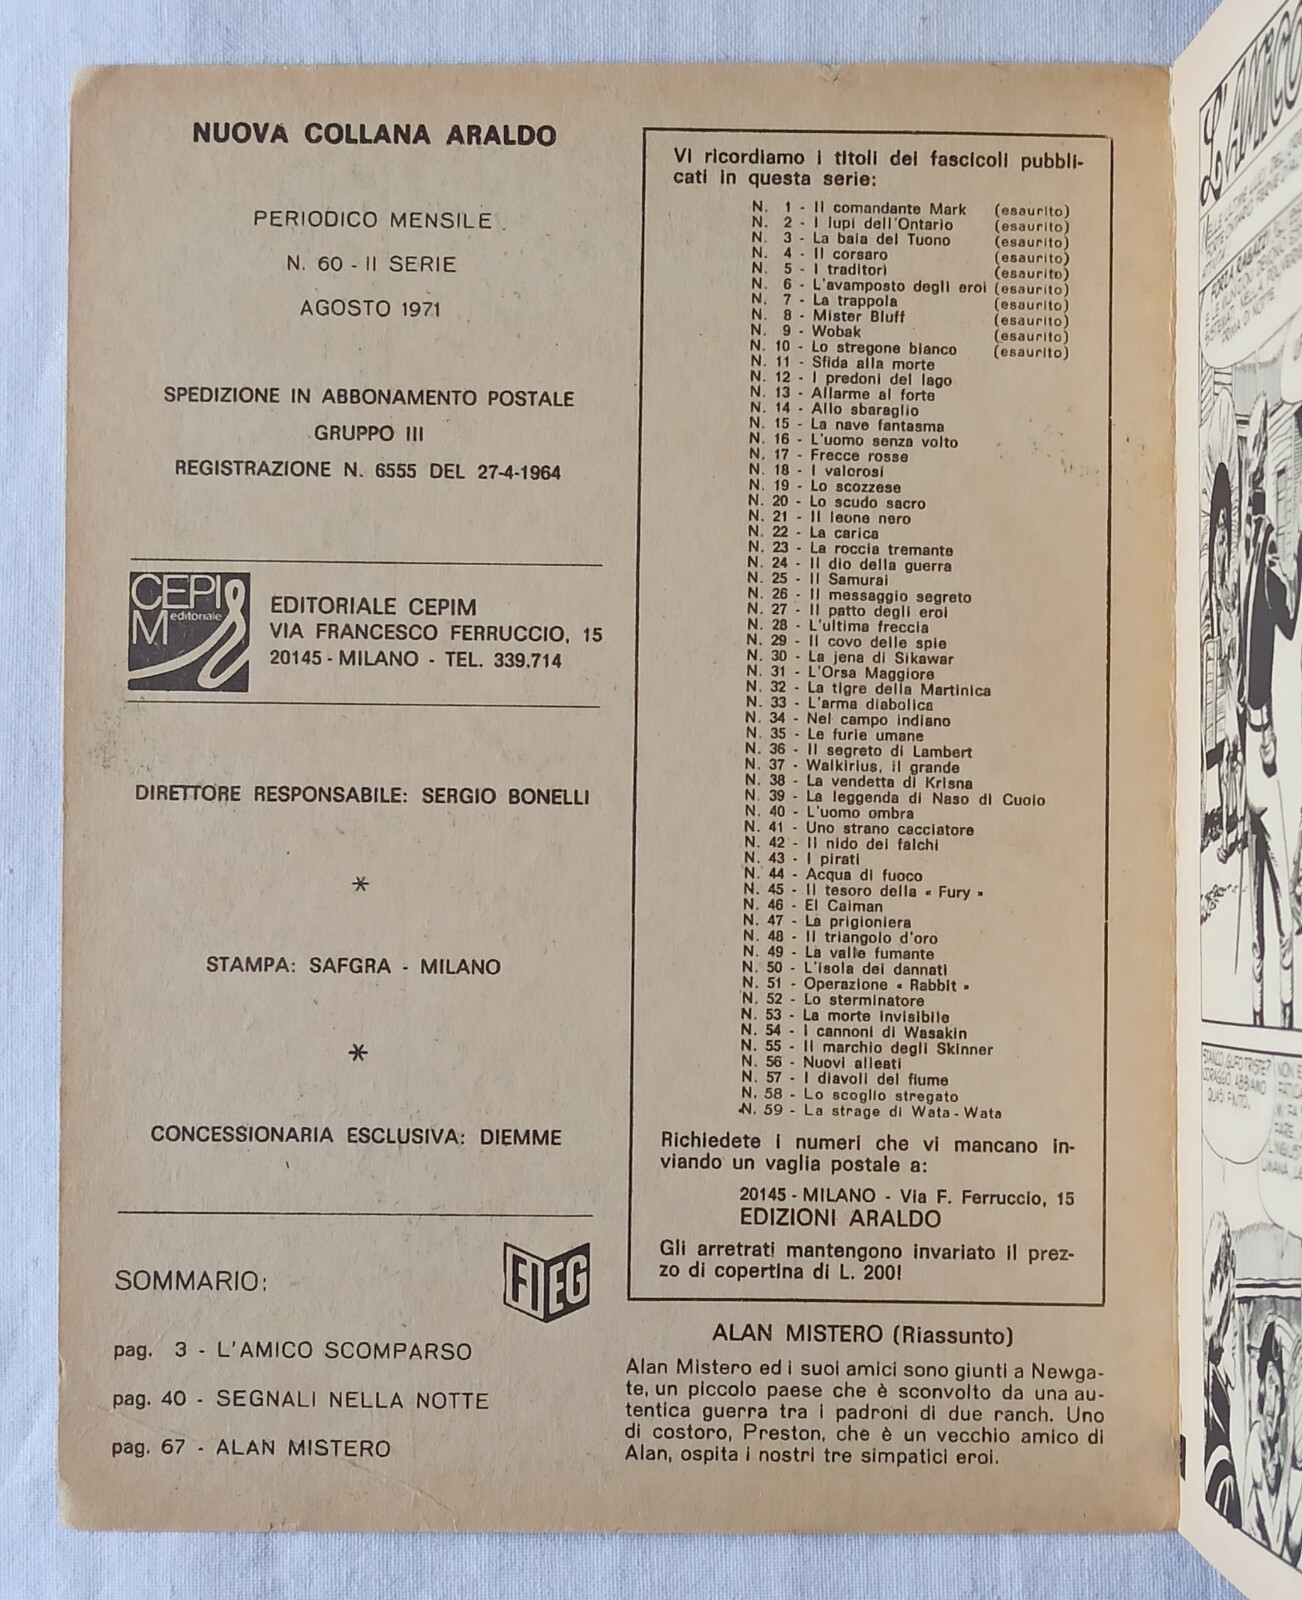 NUOVA COLLANA ARALDO
PERIODICO MENSILE
N. 60 - II SERIE
AGOSTO 1971
SPEDIZIONE IN ABBONAMENTO POSTALE
GRUPPO III
REGISTRAZIONE N. 6555 DEL 27-4-1964
CEPI
M editoriale
EDITORIALE CEPIM
VIA FRANCESCO FERRUCCIO, 15
20145 - MILANO - TEL. 339.714
DIRETTORE RESPONSABILE: SERGIO BONELLI
*
STAMPA: SAFGRA - MILANO
*
CONCESSIONARIA ESCLUSIVA: DIEMME
SOMMARIO:
FIEG
pag. 3 - L'AMICO SCOMPARSO
pag. 40 - SEGNALI NELLA NOTTE
pag. 67 - ALAN MISTERO
Vi ricordiamo i titoli dei fascicoli pubbli-
cati in questa serie:
N. 1 - Il comandante Mark (esaurito)
N. 2 - I lupi dell'Ontario (esaurito)
N. 3 - La baia del Tuono (esaurito)
N. 4 - Il corsaro (esaurito)
N. 5 - I traditori (esaurito)
N. 6 - L'avamposto degli eroi (esaurito)
N. 7 - La trappola (esaurito)
N. 8 - Mister Bluff (esaurito)
N. 9 - Wobak (esaurito)
N. 10 - Lo stregone bianco (esaurito)
N. 11 - Sfida alla morte
N. 12 - I predoni del lago
N. 13 - Allarme al forte
N. 14 - Allo sbaraglio
N. 15 - La nave fantasma
N. 16 - L'uomo senza volto
N. 17 - Frecce rosse
N. 18 - I valorosi
N. 19 - Lo scozzese
N. 20 - Lo scudo sacro
N. 21 - Il leone nero
N. 22 - La carica
N. 23 - La roccia tremante
N. 24 - Il dio della guerra
N. 25 - Il Samurai
N. 26 - Il messaggio segreto
N. 27 - Il patto degli eroi
N. 28 - L'ultima freccia
N. 29 - Il covo delle spie
N. 30 - La jena di Sikawar
N. 31 - L'Orsa Maggiore
N. 32 - La tigre della Martinica
N. 33 - L'arma diabolica
N. 34 - Nel campo indiano
N. 35 - Le furie umane
N. 36 - Il segreto di Lambert
N. 37 - Walkirius, il grande
N. 38 - La vendetta di Krisna
N. 39 - La leggenda di Naso di Cuoio
N. 40 - L'uomo ombra
N. 41 - Uno strano cacciatore
N. 42 - Il nido dei falchi
N. 43 - I pirati
N. 44 - Acqua di fuoco
N. 45 - Il tesoro della « Fury »
N. 46 - El Caiman
N. 47 - La prigioniera
N. 48 - Il triangolo d'oro
N. 49 - La valle fumante
N. 50 - L'isola dei dannati
N. 51 - Operazione « Rabbit »
N. 52 - Lo sterminatore
N. 53 - La morte invisibile
N. 54 - I cannoni di Wasakin
N. 55 - Il marchio degli Skinner
N. 56 - Nuovi alleati
N. 57 - I diavoli del fiume
N. 58 - Lo scoglio stregato
N. 59 - La strage di Wata - Wata
Richiedete i numeri che vi mancano in-
viando un vaglia postale a:
20145 - MILANO - Via F. Ferruccio, 15
EDIZIONI ARALDO
Gli arretrati mantengono invariato il prez-
zo di copertina di L. 200!
ALAN MISTERO (Riassunto)
Alan Mistero ed i suoi amici sono giunti a Newga-
te, un piccolo paese che è sconvolto da una au-
tentica guerra tra i padroni di due ranch. Uno
di costoro, Preston, che è un vecchio amico di
Alan, ospita i nostri tre simpatici eroi.
L'AMICO
FORZA RAGAZZI
PRIMA DI NOTTE
STANCO, GUFO TRISTE?
CORAGGIO, ABBIAMO
QUASI FINITO.